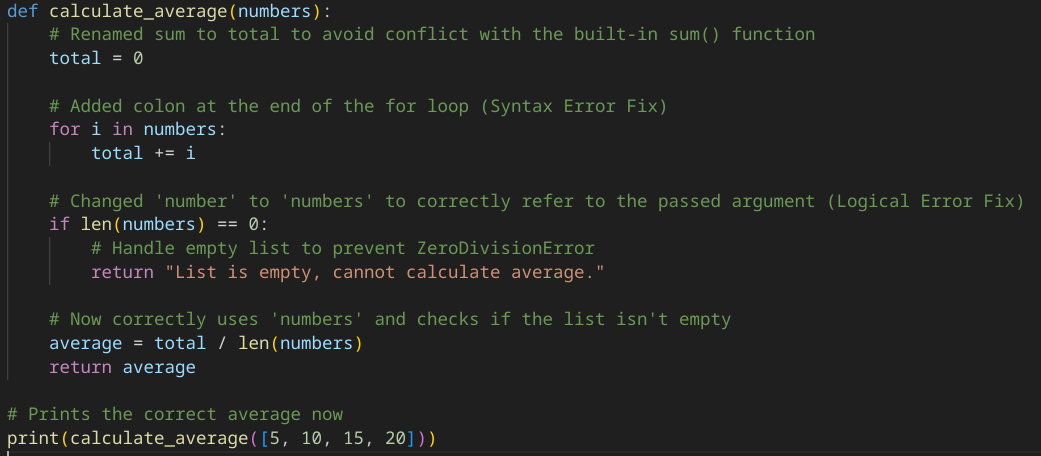 def calculate_average(numbers):
    # Renamed sum to total to avoid conflict with the built-in sum() function
    total = 0

    # Added colon at the end of the for loop (Syntax Error Fix)
    for i in numbers:
        total += i

    # Changed 'number' to 'numbers' to correctly refer to the passed argument (Logical Error Fix)
    if len(numbers) == 0:
        # Handle empty list to prevent ZeroDivisionError
        return "List is empty, cannot calculate average."

    # Now correctly uses 'numbers' and checks if the list isn't empty
    average = total / len(numbers)
    return average

# Prints the correct average now
print(calculate_average([5, 10, 15, 20]))